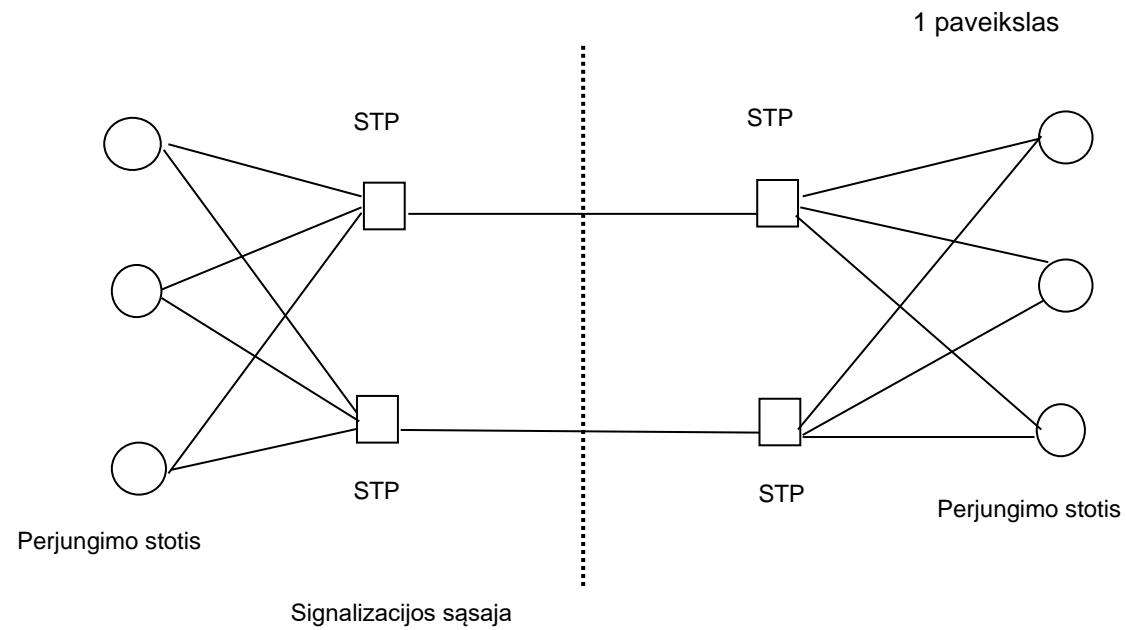 1 paveikslas
STP
STP
STP
STP
Perjungimo stotis
Perjungimo stotis
Signalizacijos sąsaja